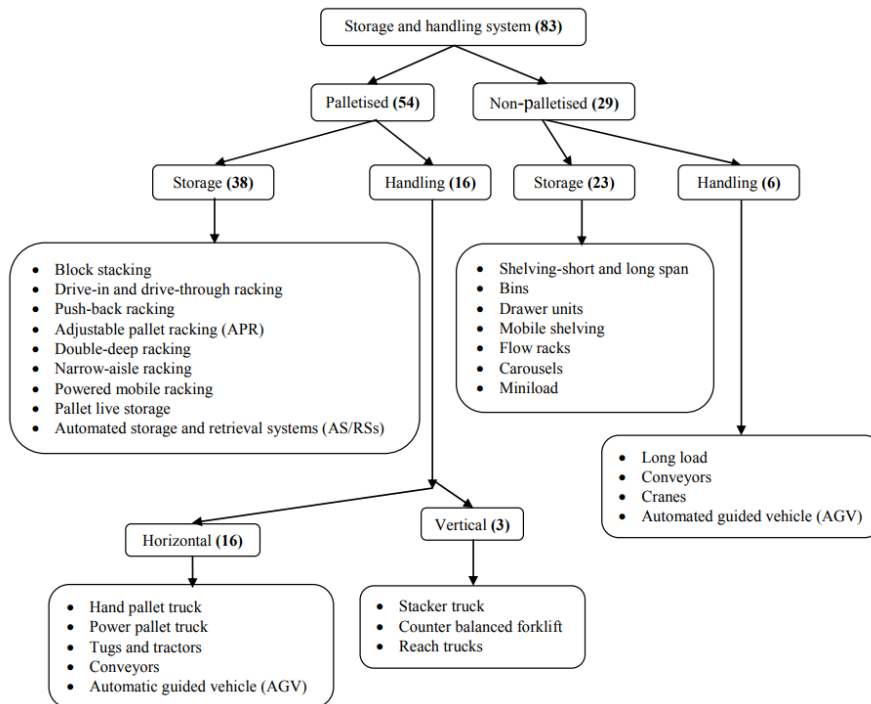 Storage and handling system (83)
Palletised (54)
Non-palletised (29)
Storage (38)
Handling (16)
Storage (23)
Handling (6)
• Block stacking
• Drive-in and drive-through racking
• Push-back racking
• Adjustable pallet racking (APR)
• Double-deep racking
• Narrow-aisle racking
• Powered mobile racking
• Pallet live storage
• Automated storage and retrieval systems (AS/RSs)
• Shelving-short and long span
• Bins
• Drawer units
• Mobile shelving
• Flow racks
• Carousels
• Miniload
• Long load
• Conveyors
• Cranes
• Automated guided vehicle (AGV)
Horizontal (16)
Vertical (3)
• Hand pallet truck
• Power pallet truck
• Tugs and tractors
• Conveyors
• Automatic guided vehicle (AGV)
• Stacker truck
• Counter balanced forklift
• Reach trucks